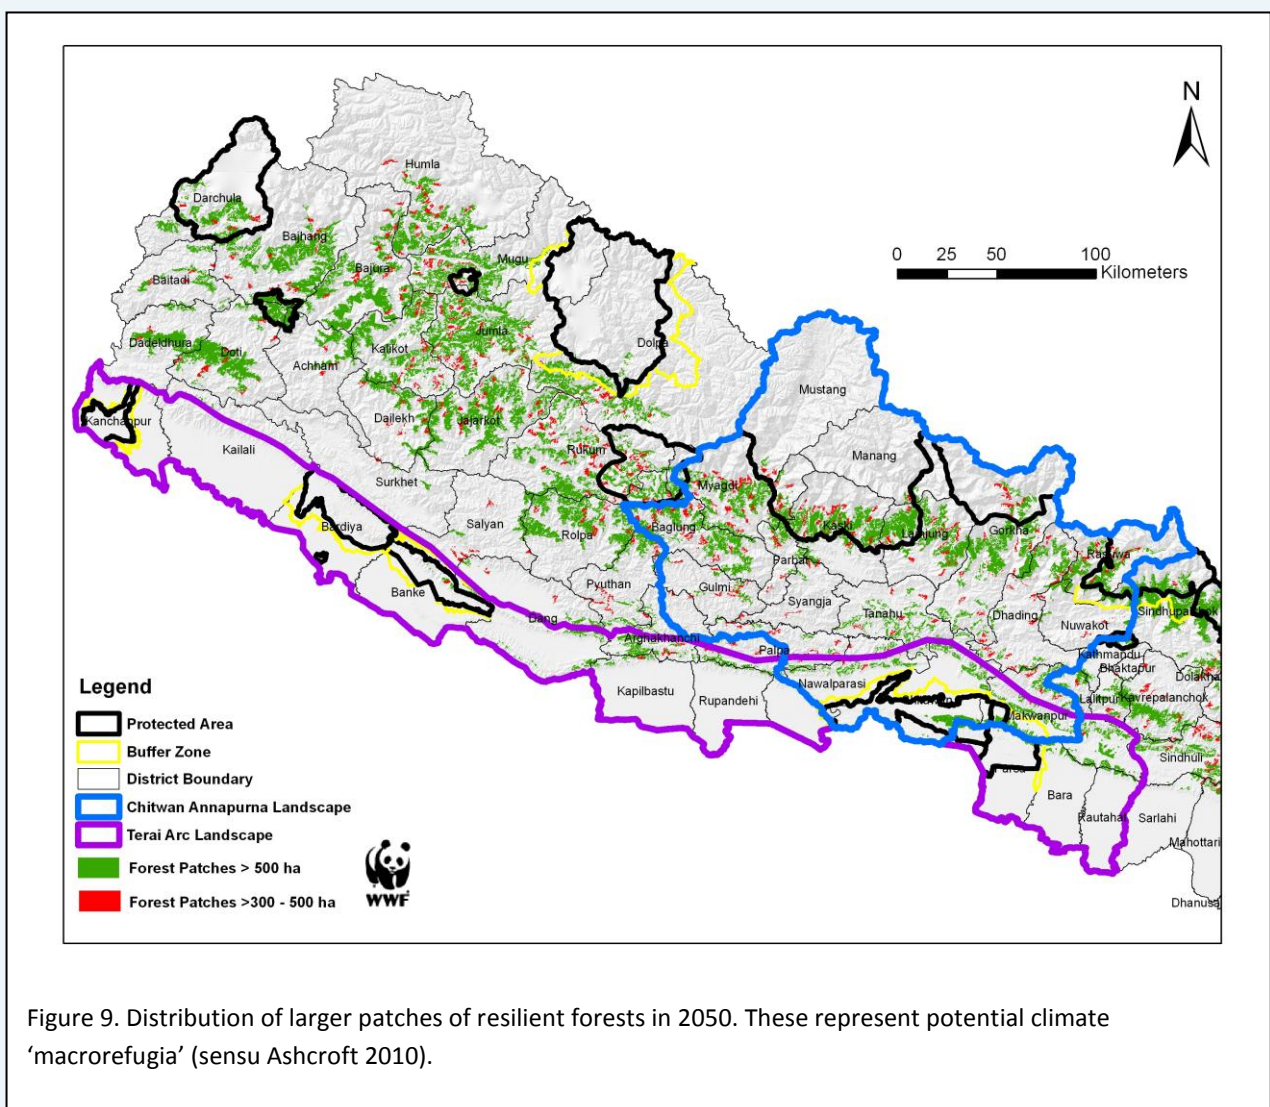 N
0 25 50 100
Kilometers
Humla
Darchula
Bajhang
Mugu
Bajura
Baitadi
Jumla
Dolpa
Dadeldhura
Doti
Kalikot
Achham
Mustang
Dailekh
Jajarkot
Kanchanpur
Kailali
Rukum
Manang
Surkhet
Myagdi
Salyan
Bardiya
Rolpa
Baglung
Kaski
Lamjung
Gorkha
Rasuwa
Parbat
Banke
Pyuthan
Gulmi
Syangja
Tanahu
Dhading
Nuwakot
Sindhupalchok
Dang
Arghakhanchi
Palpa
Kathmandu
Bhaktapur
Dolakha
Kapilbastu
Rupandehi
Nawalparasi
Lalitpur
Kavrepalanchok
Makwanpur
Sindhuli
Parsa
Bara
Rautahat
Sarlahi
Mahottari
Dhanusa
Legend
Protected Area
Buffer Zone
District Boundary
Chitwan Annapurna Landscape
Terai Arc Landscape
Forest Patches > 500 ha
Forest Patches >300 - 500 ha
WWF
Figure 9. Distribution of larger patches of resilient forests in 2050. These represent potential climate
‘macrorefugia’ (sensu Ashcroft 2010).